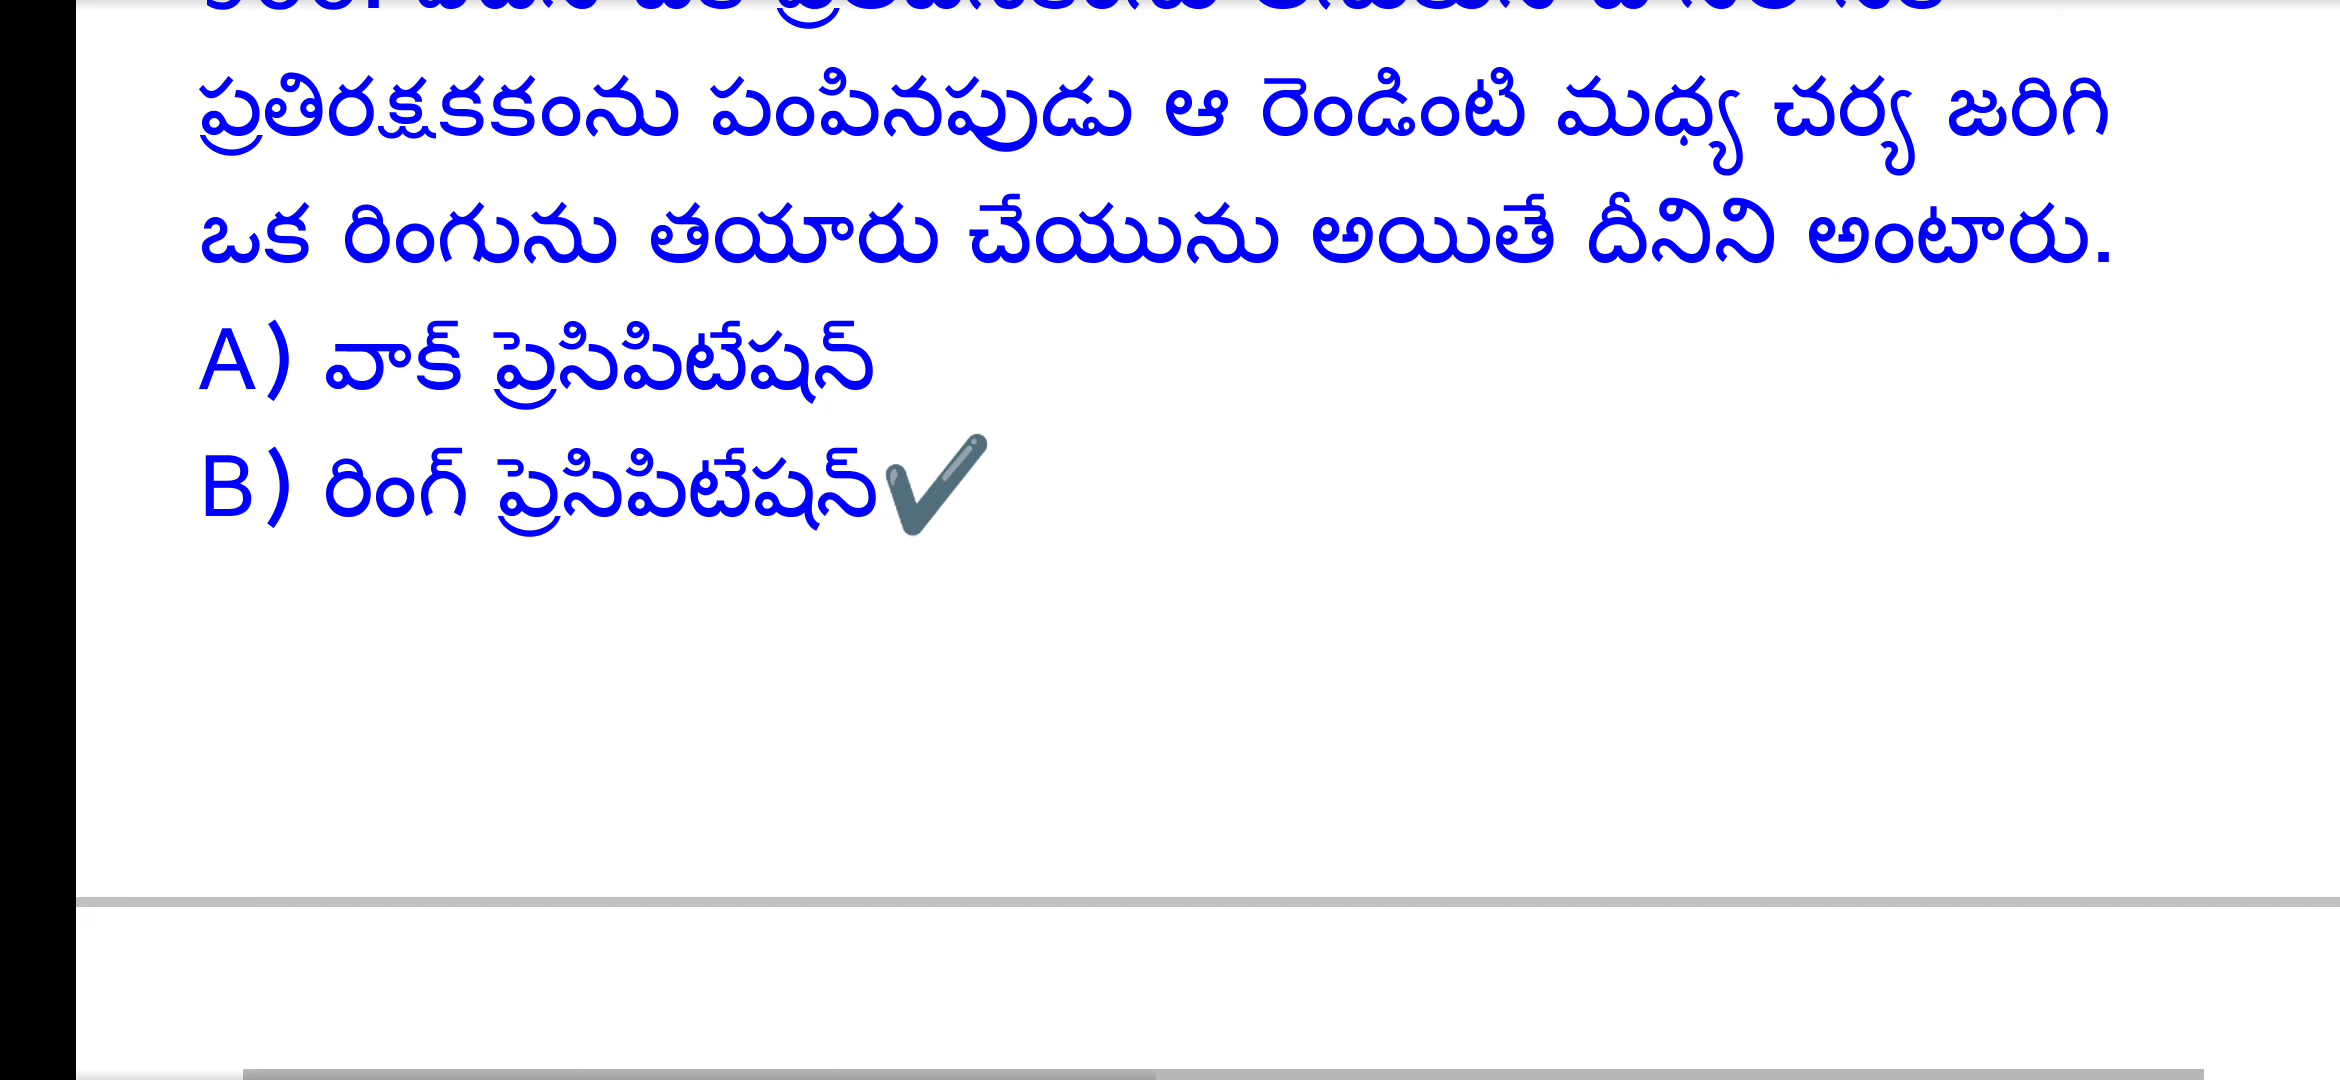 ప్రతిరక్షకకంను పంపినపుడు ఆ రెండింటి మధ్య చర్య జరిగి
ఒక రింగును తయారు చేయును అయితే దీనిని అంటారు.
A) వాక్ ప్రెసిపిటేషన్
B) రింగ్ ప్రెసిపిటేషన్✔